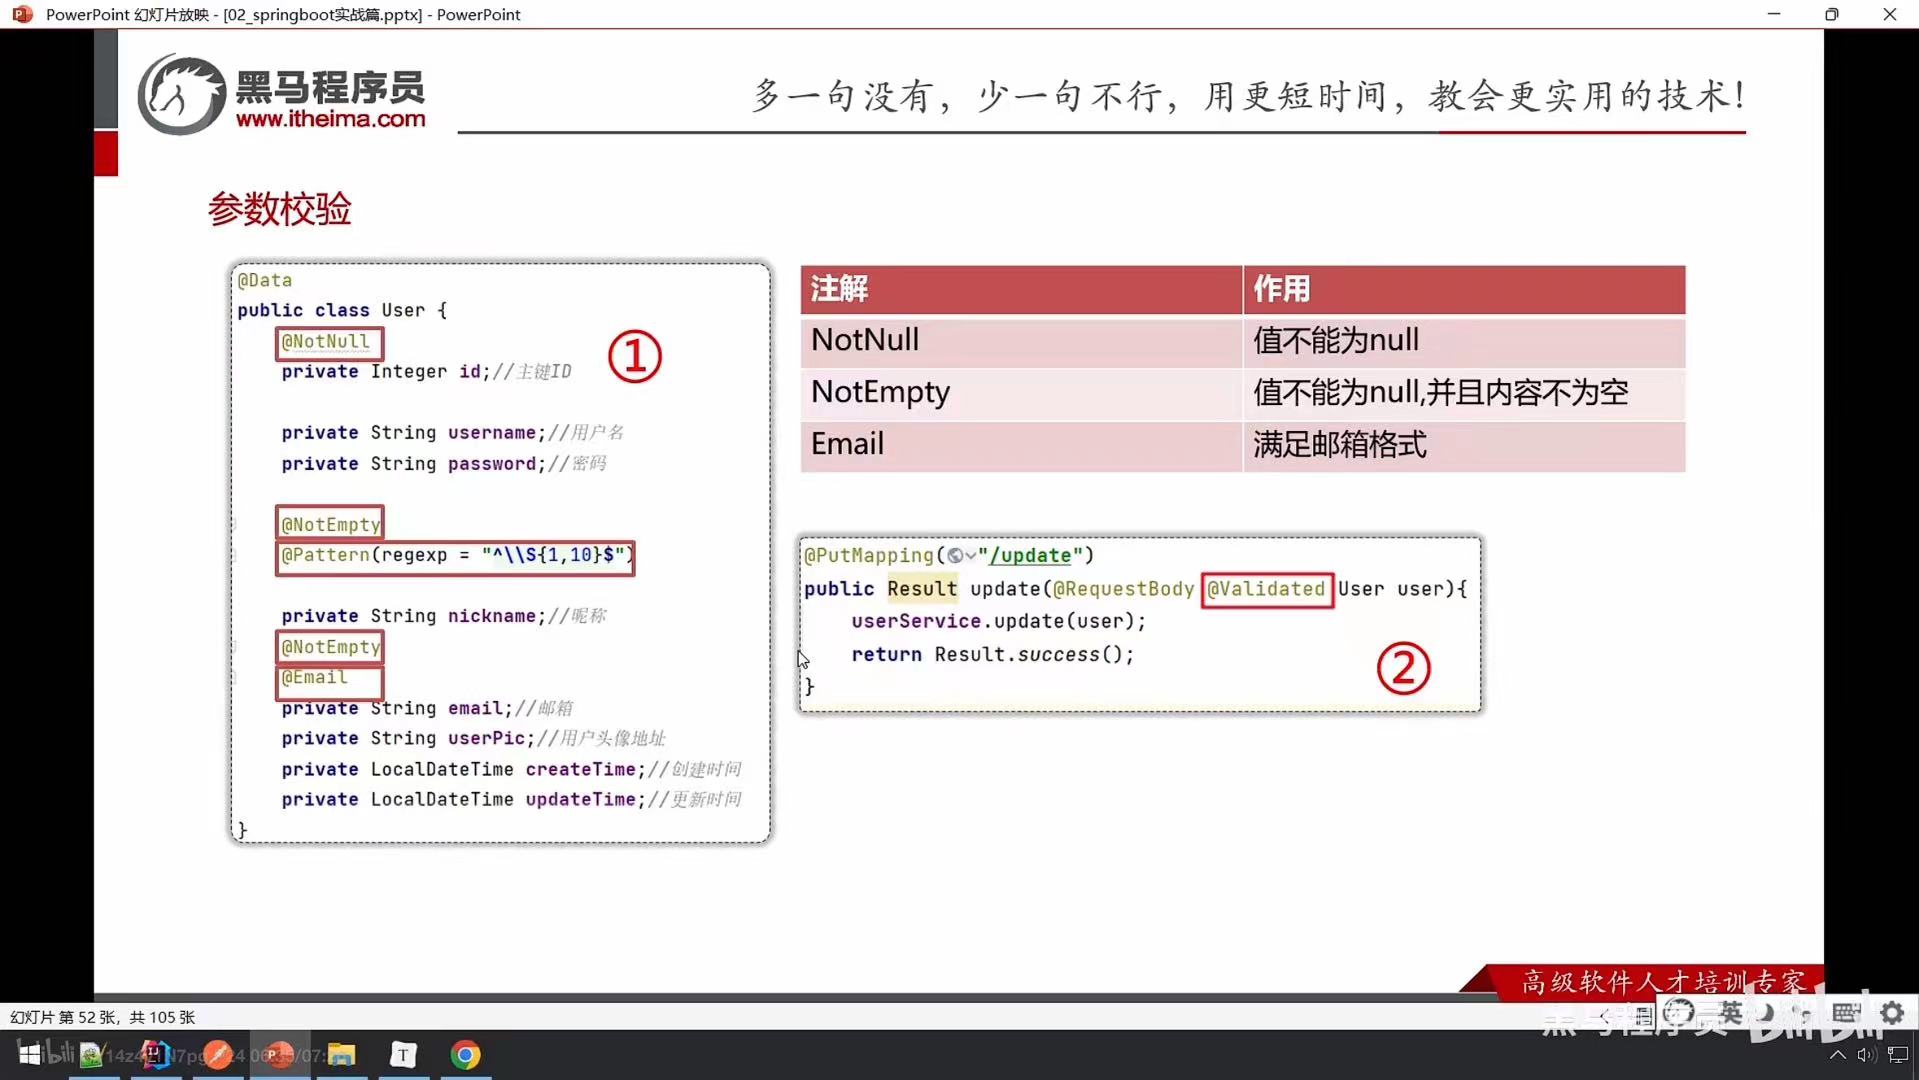 PowerPoint 幻灯片放映 - [02_springboot实战篇.pptx] - PowerPoint
黑马程序员
www.itheima.com
多一句没有，少一句不行，用更短时间，教会更实用的技术！
参数校验
@Data
public class User {
@NotNull
private Integer id;//主键ID
private String username;//用户名
private String password;//密码
@NotEmpty
@Pattern(regexp = "^\\S{1,10}$")
private String nickname;//昵称
@NotEmpty
@Email
private String email;//邮箱
private String userPic;//用户头像地址
private LocalDateTime createTime;//创建时间
private LocalDateTime updateTime;//更新时间
}
①
注解 作用
NotNull 值不能为null
NotEmpty 值不能为null,并且内容不为空
Email 满足邮箱格式
@PutMapping("/update")
public Result update(@RequestBody @Validated User user){
userService.update(user);
return Result.success();
}
②
高级软件人才培训专家
黑马程序员 bilibili
英
幻灯片 第 52 张，共 105 张
bilibili
T